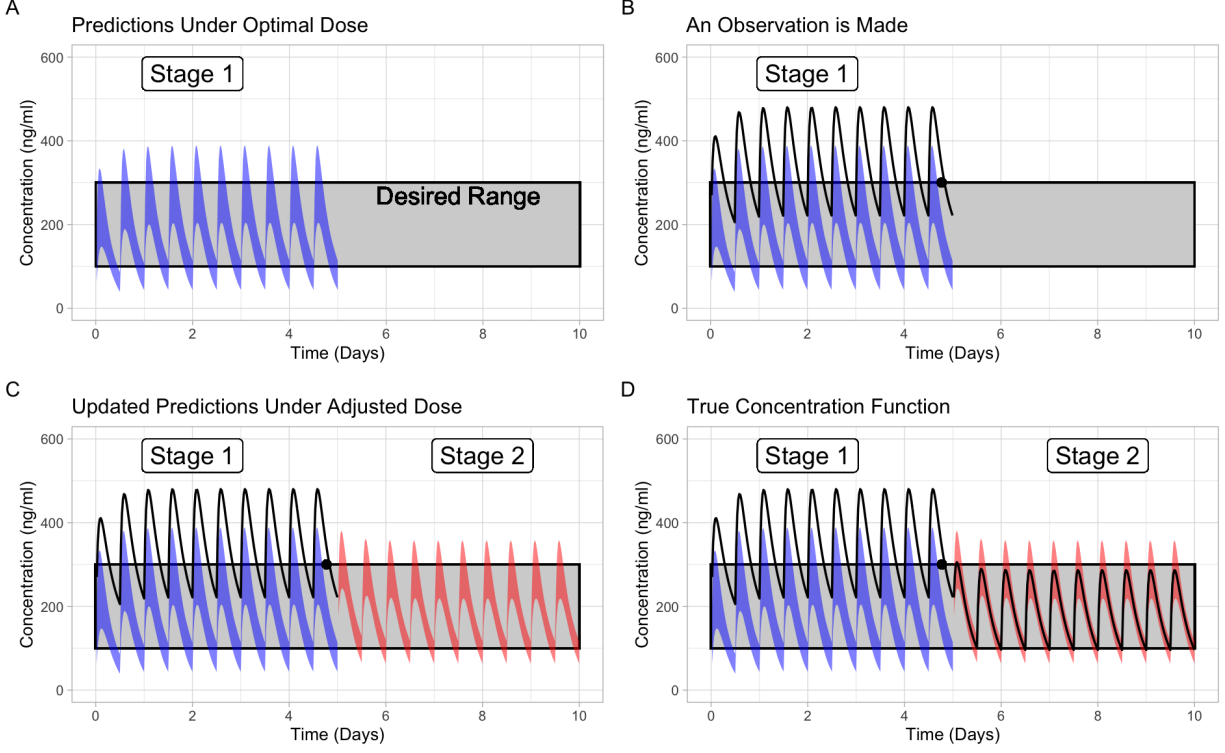 A
Predictions Under Optimal Dose
Stage 1
Desired Range
Concentration (ng/ml)
600
400
200
0
0 2 4 6 8 10
Time (Days)
B
An Observation is Made
Stage 1
Concentration (ng/ml)
600
400
200
0
0 2 4 6 8 10
Time (Days)
C
Updated Predictions Under Adjusted Dose
Stage 1 Stage 2
Concentration (ng/ml)
600
400
200
0
0 2 4 6 8 10
Time (Days)
D
True Concentration Function
Stage 1 Stage 2
Concentration (ng/ml)
600
400
200
0
0 2 4 6 8 10
Time (Days)